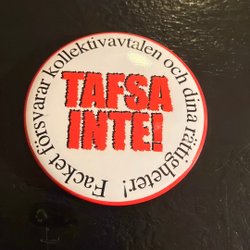 Facket försvarar kollektivavtalen och dina rättigheter!
TAFSA
INTE!